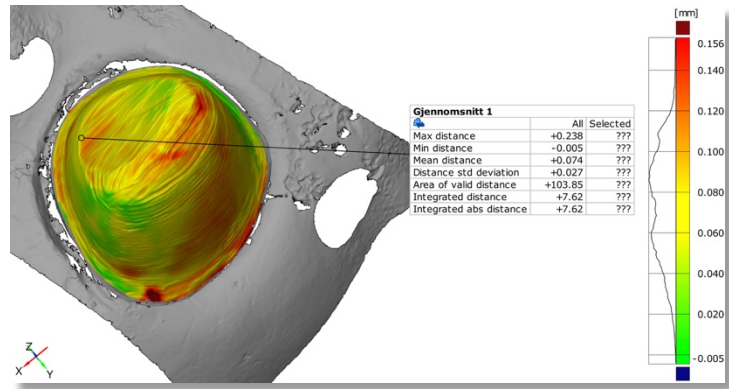 [mm]
0.156
0.140
0.120
0.100
0.080
0.060
0.040
0.020
-0.005
Gjennomsnitt 1
All Selected
Max distance +0.238 ???
Min distance -0.005 ???
Mean distance +0.074 ???
Distance std deviation +0.027 ???
Area of valid distance +103.85 ???
Integrated distance +7.62 ???
Integrated abs distance +7.62 ???
Z
X
Y